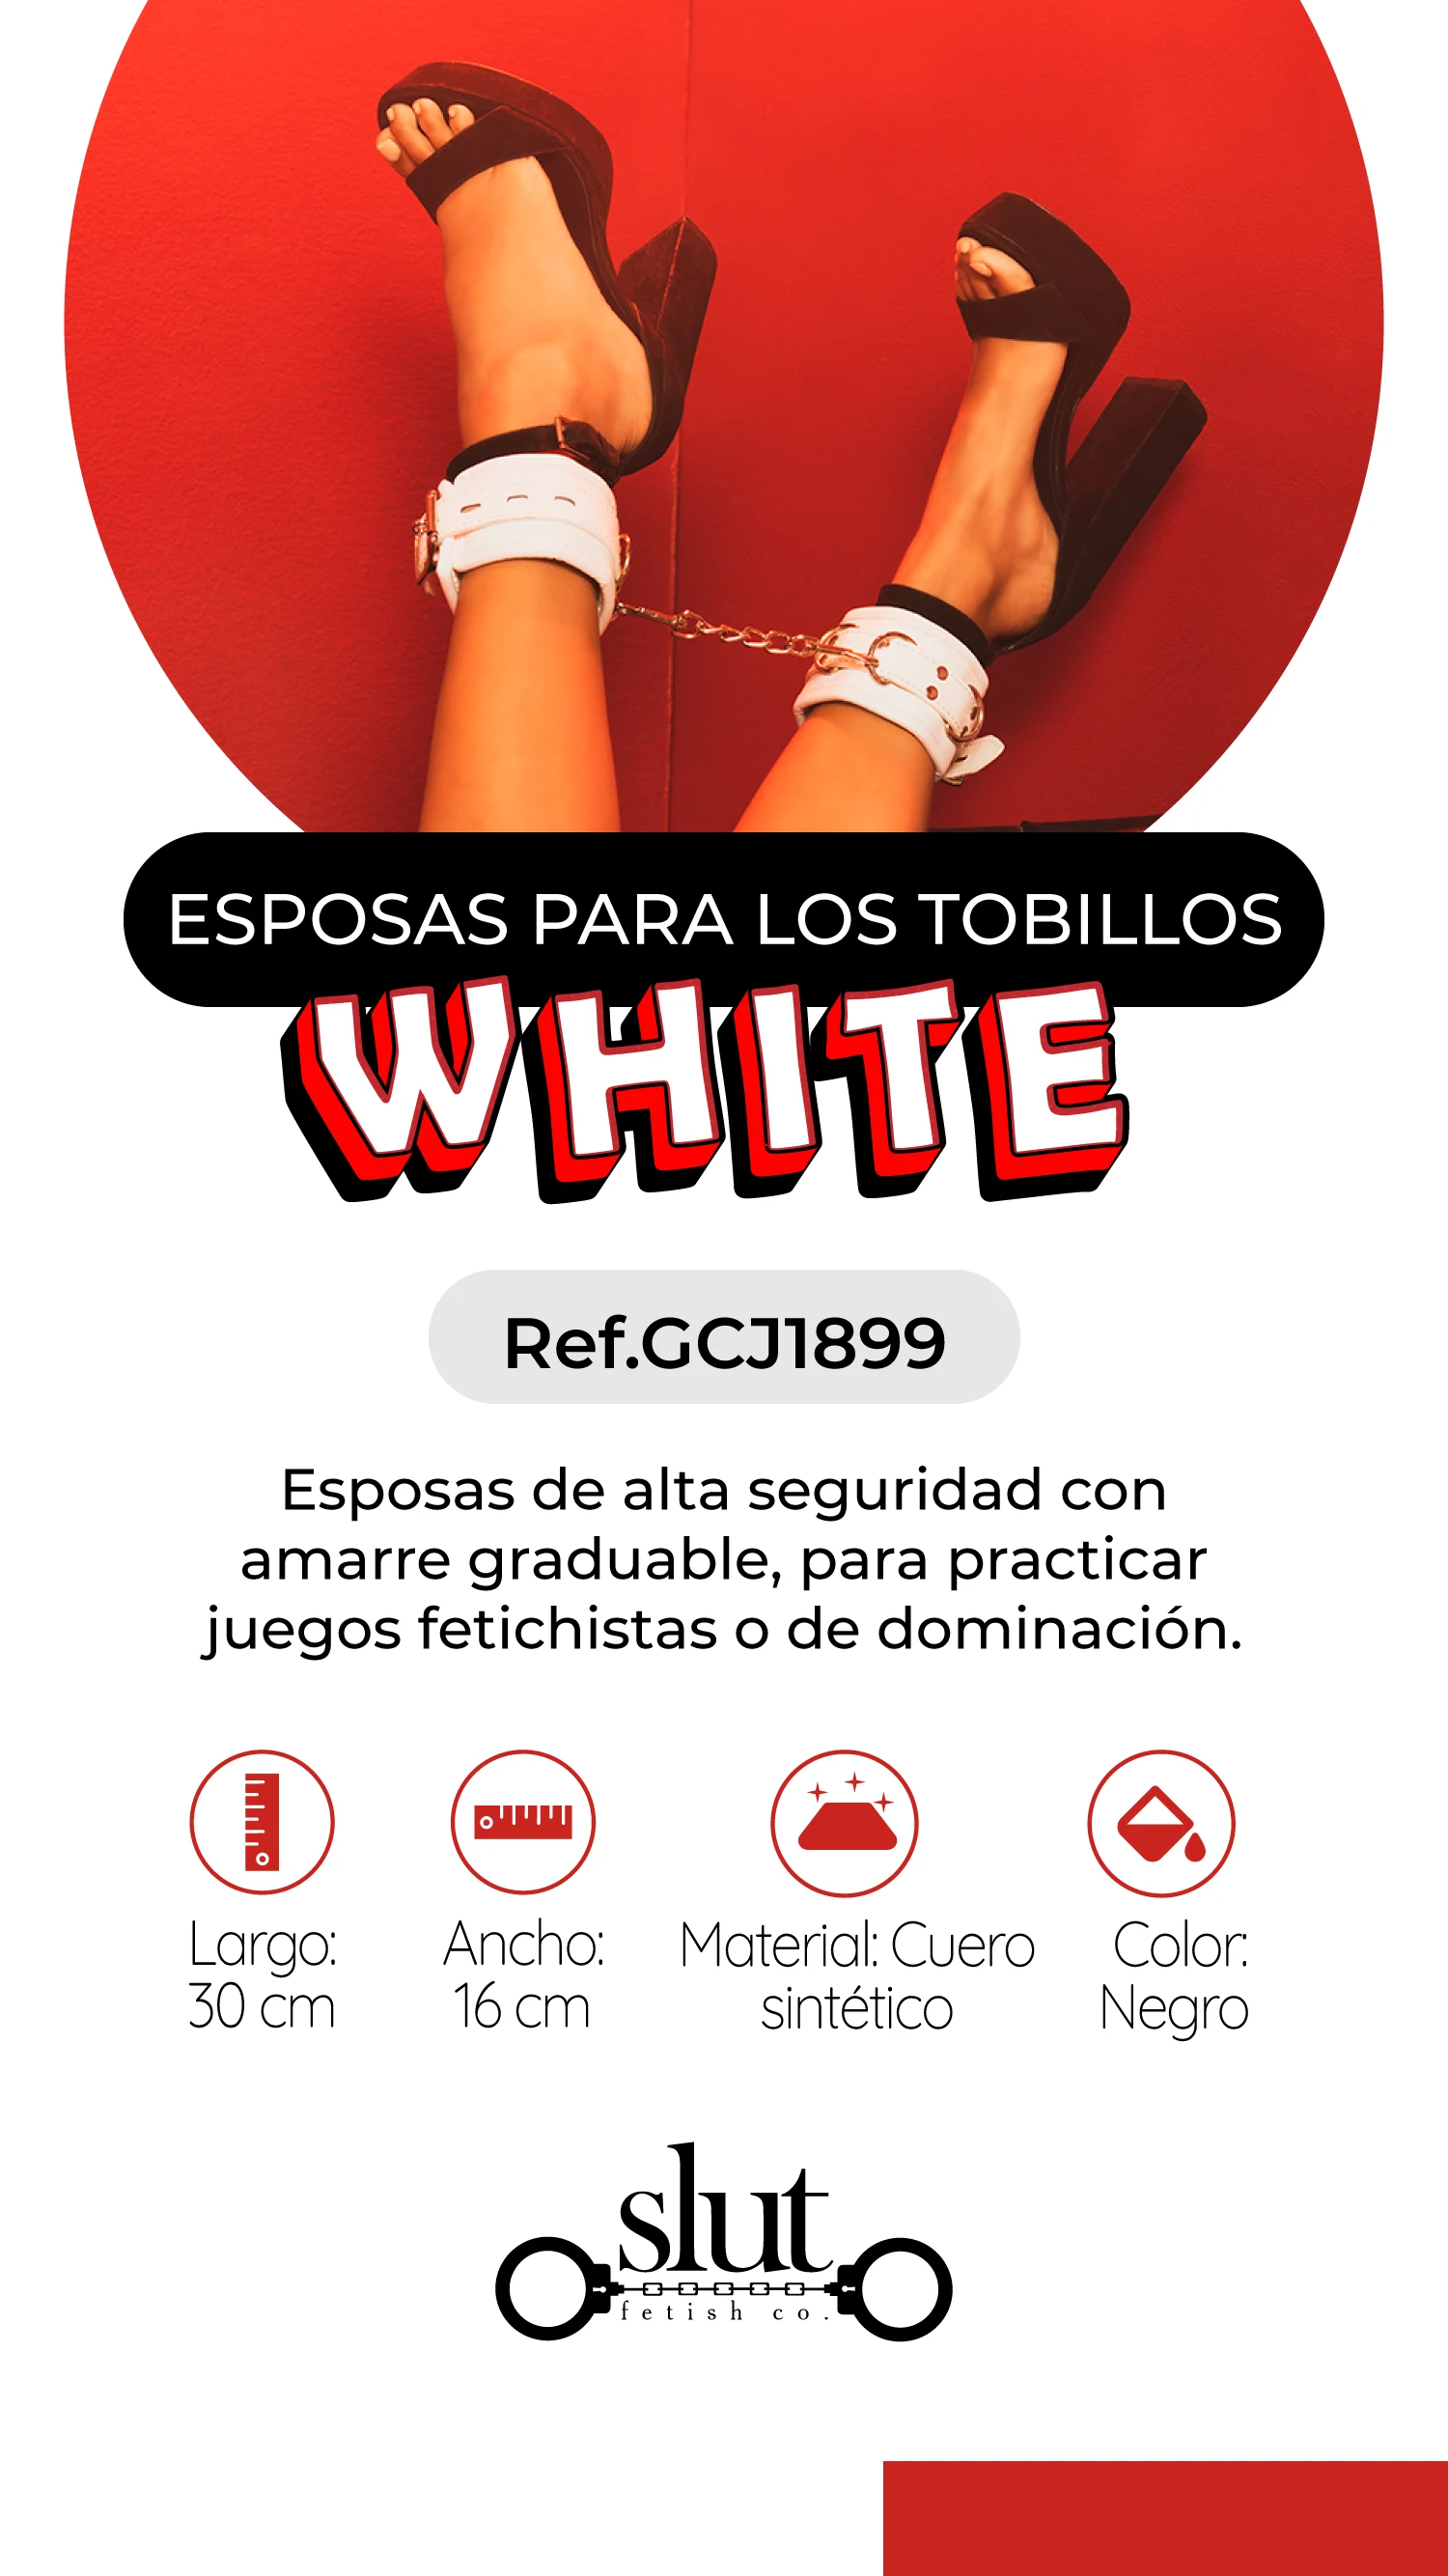 ESPOSAS PARA LOS TOBILLOS
WHITE
Ref.GCJ1899
Esposas de alta seguridad con
amarre graduable, para practicar
juegos fetichistas o de dominación.
Largo:
30 cm
Ancho:
16 cm
Material: Cuero
sintético
Color:
Negro
slut
fetish co.